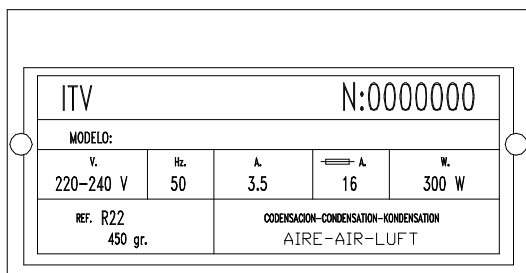 ITV N:0000000
MODELO:
V. Hz. A. A. W.
220-240 V 50 3.5 16 300 W
REF. R22 CODENSACION-CONDENSATION-KONDENSATION
450 gr. AIRE-AIR-LUFT